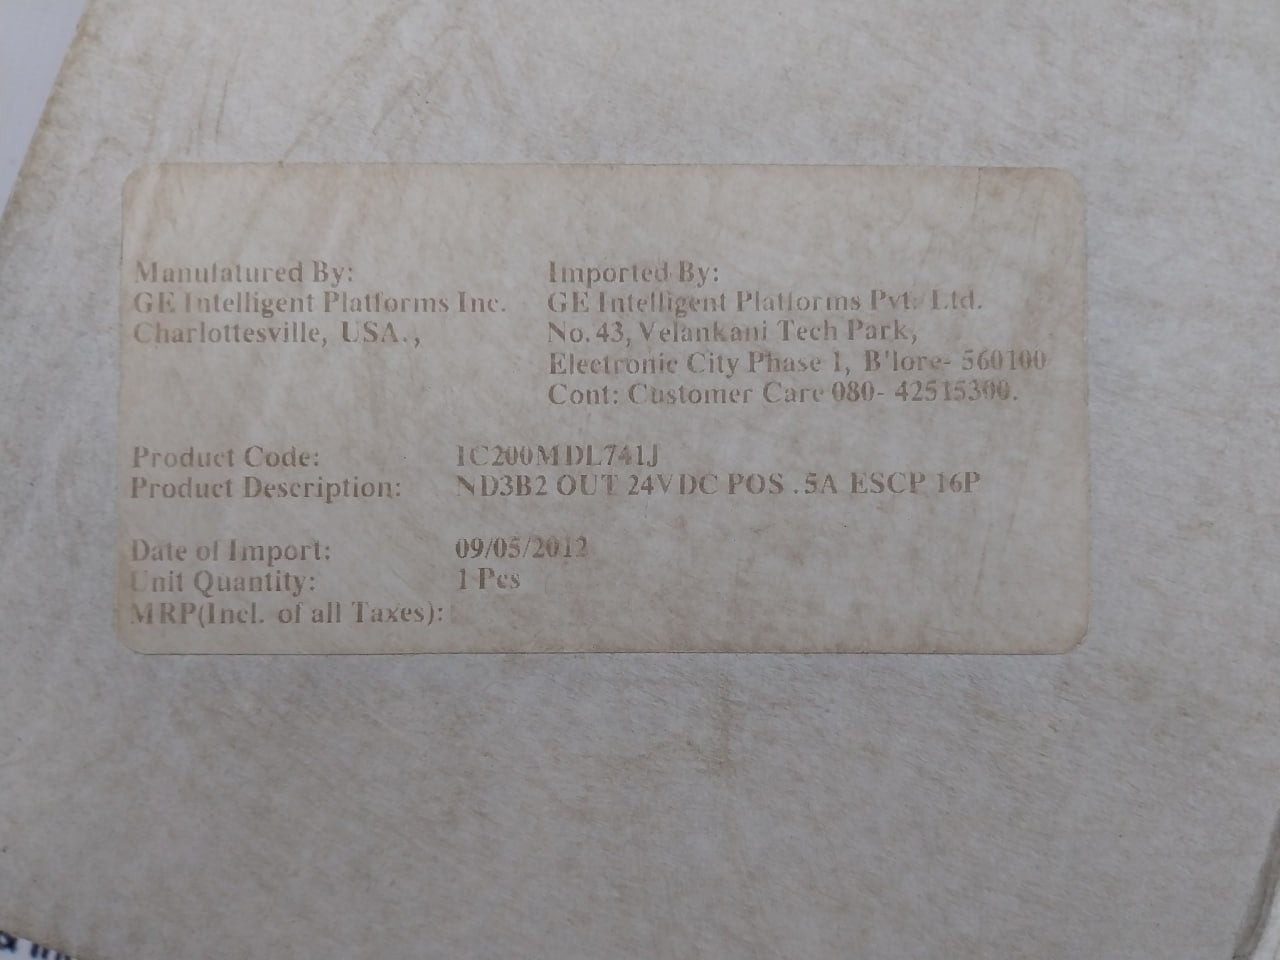 Manufatured By:
GE Intelligent Platforms Inc.
Charlottesville, USA.,
Imported By:
GE Intelligent Platforms Pvt. Ltd.
No.43, Velankani Tech Park,
Electronic City Phase 1, B'lore- 560100
Cont: Customer Care 080- 42515300.
Product Code: IC200MDL741J
Product Description: ND3B2 OUT 24VDC POS .5A ESCP 16P
Date of Import: 09/05/2012
Unit Quantity: 1 Pcs
MRP(Incl. of all Taxes):